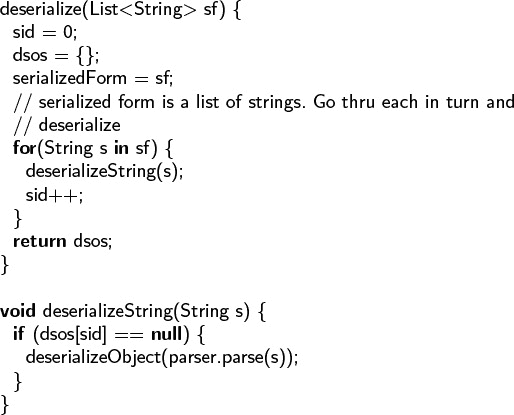 deserialize(List<String> sf) {
sid = 0;
dsos = {};
serializedForm = sf;
// serialized form is a list of strings. Go thru each in turn and
// deserialize
for(String s in sf) {
deserializeString(s);
sid++;
}
return dsos;
}
void deserializeString(String s) {
if (dsos[sid] == null) {
deserializeObject(parser.parse(s));
}
}